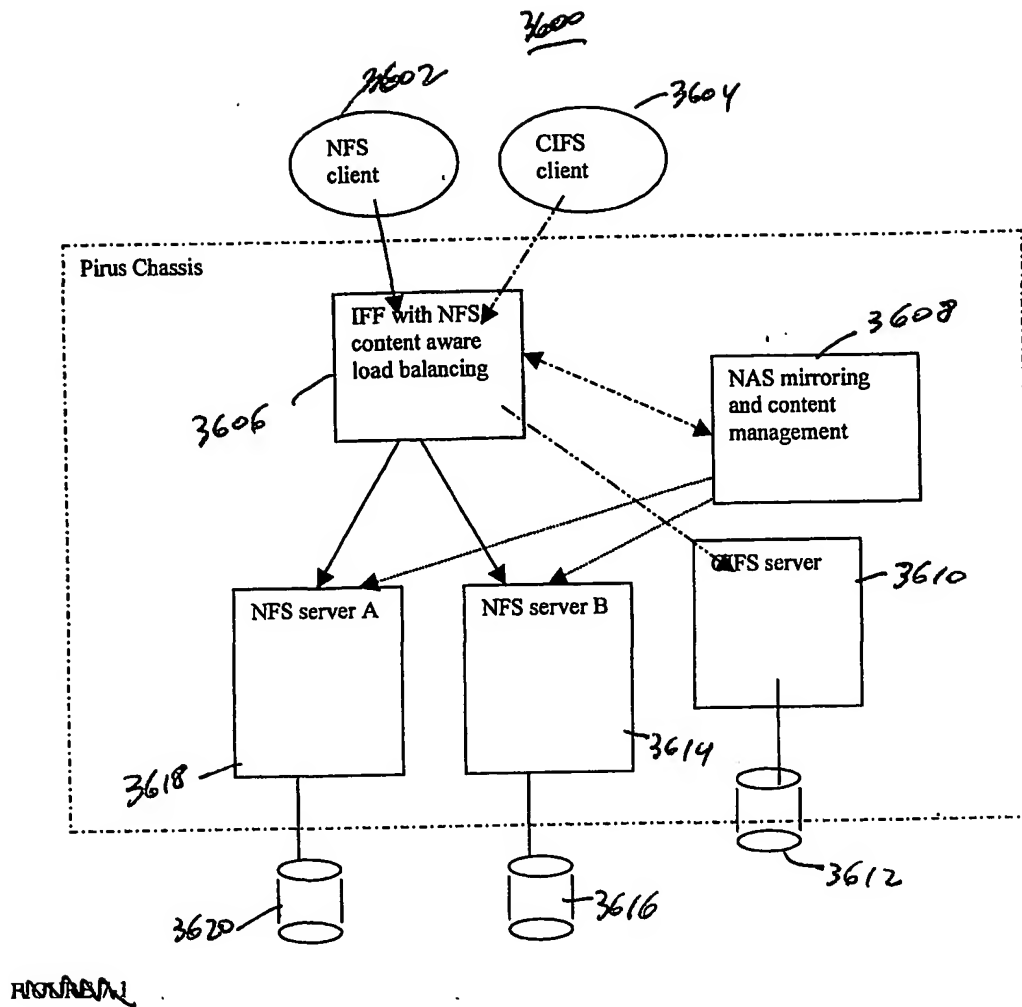 3600
3602
3604
NFS
client
CIFS
client
Pirus Chassis
IFF with NFS
content aware
load balancing
3606
3608
NAS mirroring
and content
management
CIFS server
3610
NFS server A
NFS server B
3618
3614
3612
3620
3616